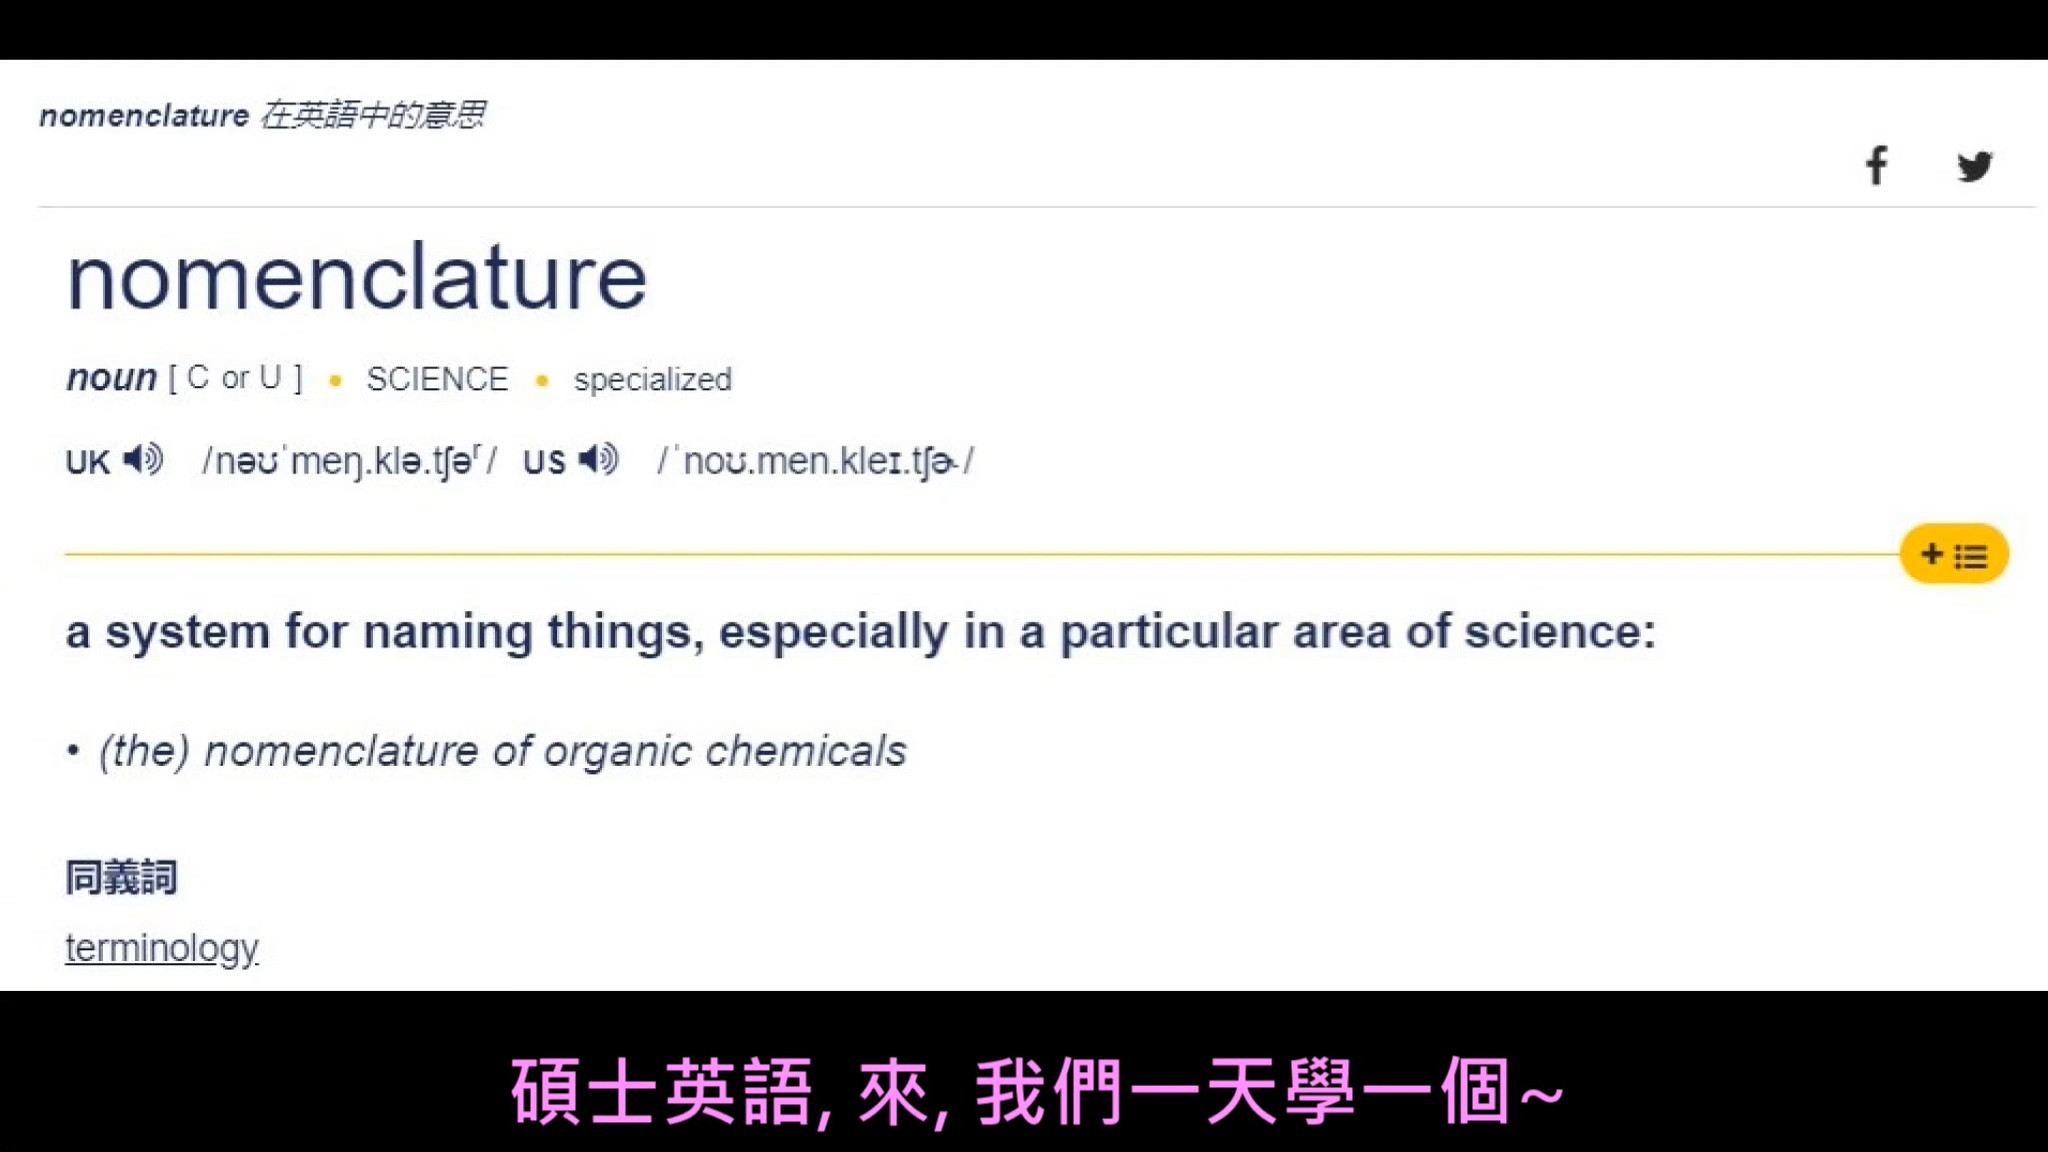 nomenclature 在英語中的意思
nomenclature
noun [ C or U ] • SCIENCE • specialized
UK /nəʊˈmeŋ.klə.tʃəʳ/ US /ˈnoʊ.men.kleɪ.tʃɚ/
a system for naming things, especially in a particular area of science:
• (the) nomenclature of organic chemicals
同義詞
terminology
碩士英語, 來, 我們一天學一個~